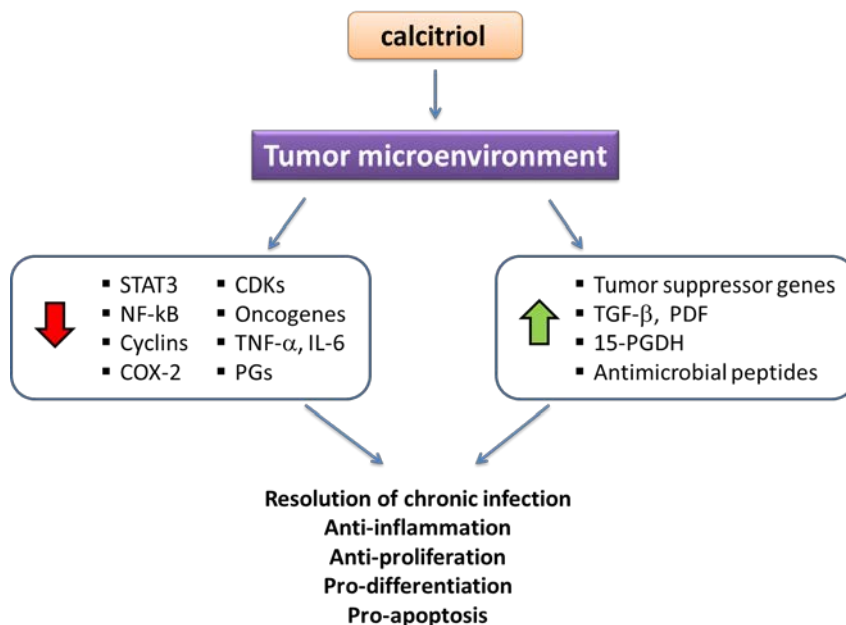 calcitriol
Tumor microenvironment
▪ STAT3
▪ NF-kB
▪ Cyclins
▪ COX-2
▪ CDKs
▪ Oncogenes
▪ TNF-α, IL-6
▪ PGs
▪ Tumor suppressor genes
▪ TGF-β, PDF
▪ 15-PGDH
▪ Antimicrobial peptides
Resolution of chronic infection
Anti-inflammation
Anti-proliferation
Pro-differentiation
Pro-apoptosis